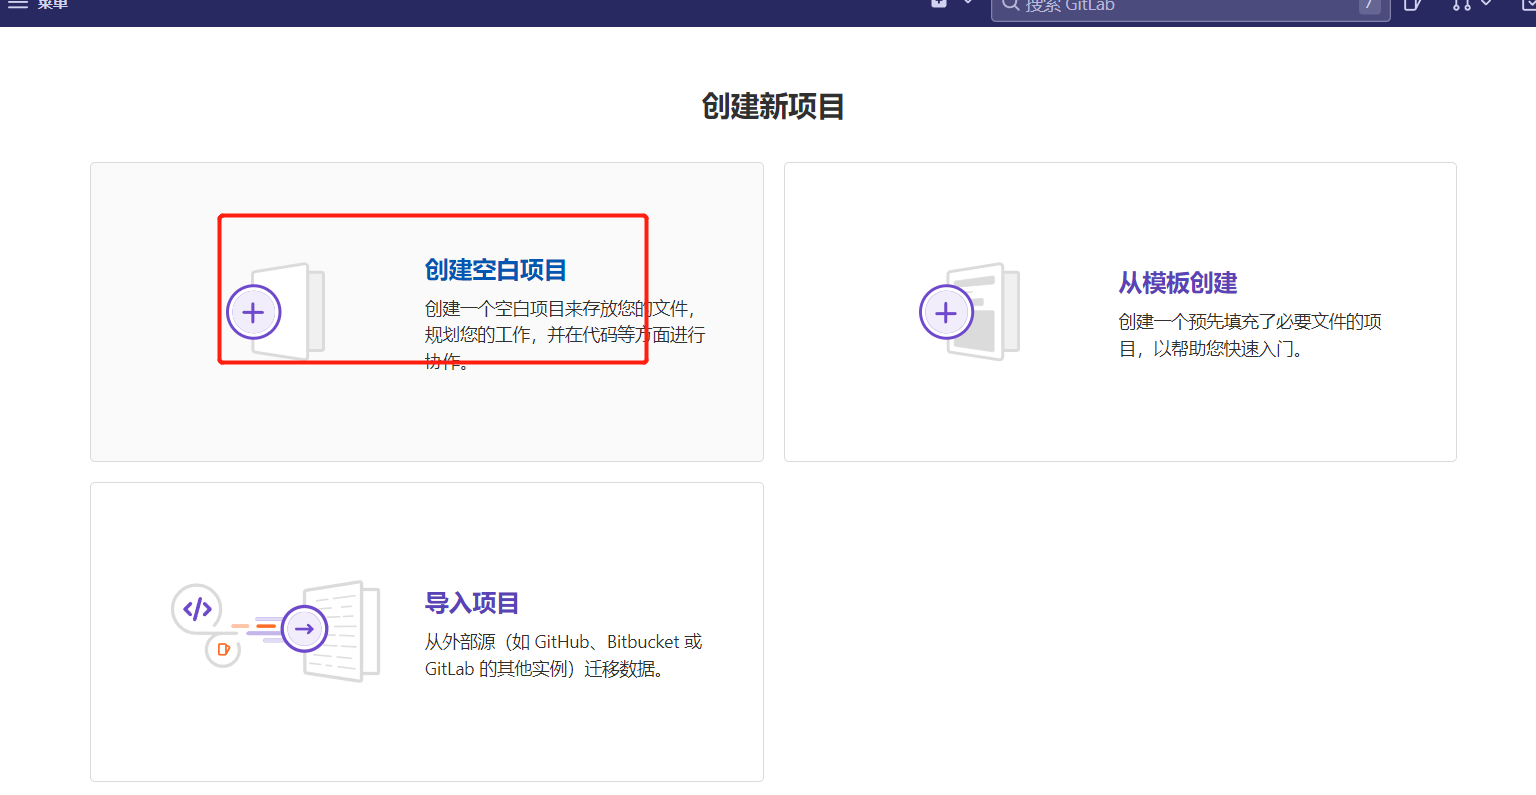 菜单
搜索 GitLab
/
创建新项目
创建空白项目
创建一个空白项目来存放您的文件，
规划您的工作，并在代码等方面进行
协作。
从模板创建
创建一个预先填充了必要文件的项
目，以帮助您快速入门。
导入项目
从外部源（如 GitHub、Bitbucket 或
GitLab 的其他实例）迁移数据。